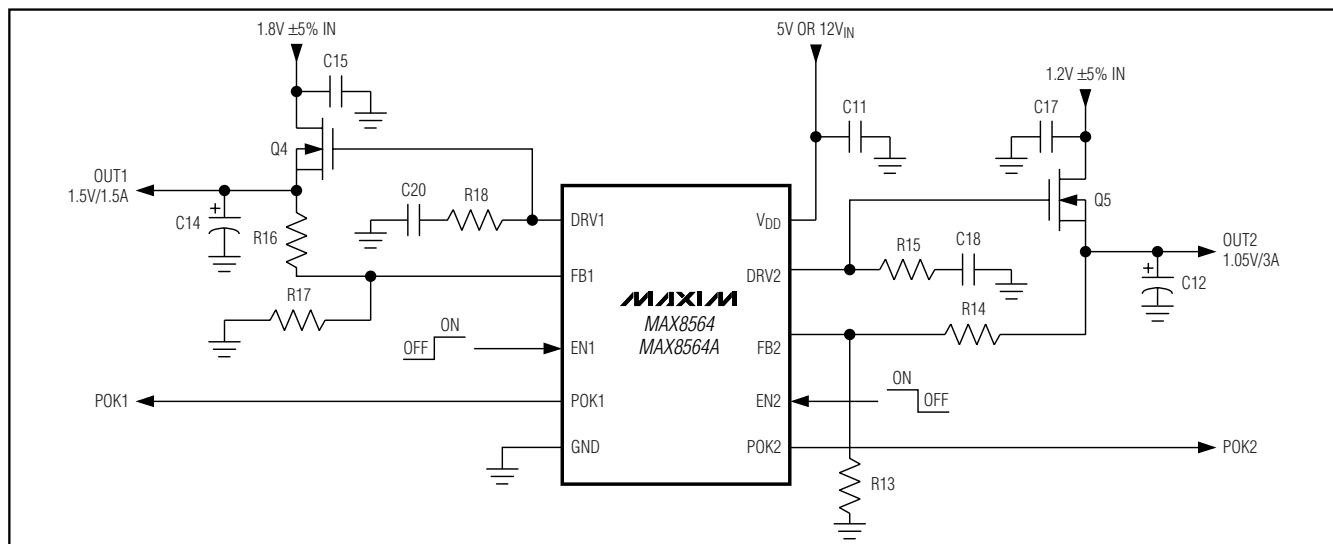 1.8V ±5% IN
C15
Q4
OUT1
1.5V/1.5A
C14
+
R16
C20
R18
R17
OFF
ON
POK1
DRV1
FB1
EN1
POK1
GND
MAXIM
MAX8564
MAX8564A
VDD
DRV2
FB2
EN2
POK2
5V OR 12VIN
C11
1.2V ±5% IN
C17
Q5
R15
C18
OUT2
1.05V/3A
+
C12
R14
ON
OFF
POK2
R13